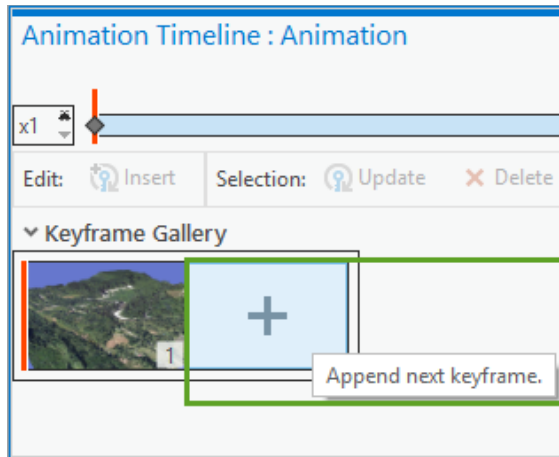 Animation Timeline : Animation
x1
Edit: Insert Selection: Update Delete
Keyframe Gallery
1
Append next keyframe.